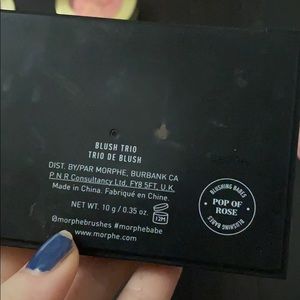 BLUSH TRIO
TRIO DE BLUSH
DIST. BY/PAR MORPHE, BURBANK CA
P N R Consultancy Ltd, FY8 5FT, U.K.
Made in China. Fabriqué en Chine.
NET WT. 10 g / 0.35 oz.
12M
@morphebrushes #morphebabe
www.morphe.com
BLUSHING BABES
POP OF
ROSE
BLUSHING BABES